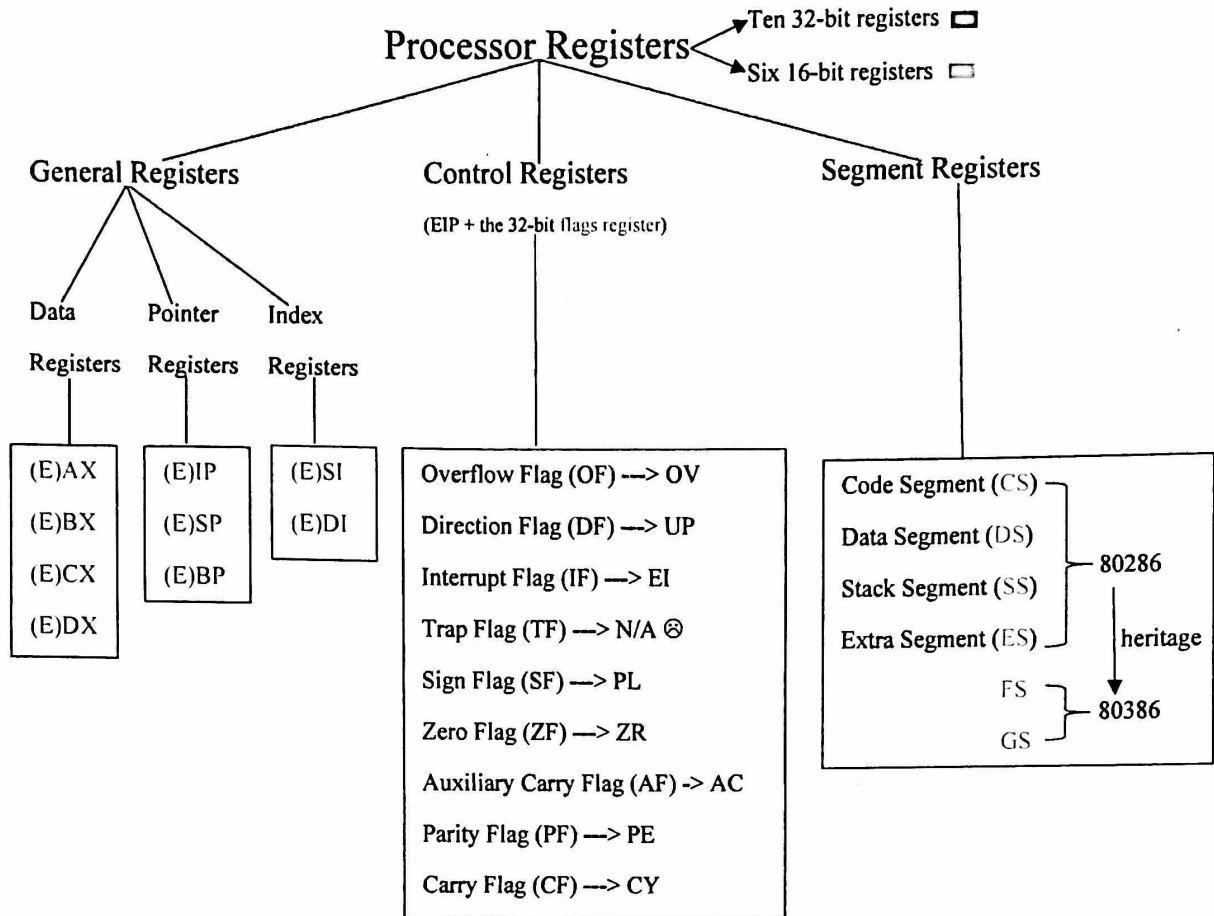 Processor Registers
Ten 32-bit registers
Six 16-bit registers
General Registers
Control Registers
(EIP + the 32-bit flags register)
Segment Registers
Data
Registers
Pointer
Registers
Index
Registers
(E)AX
(E)BX
(E)CX
(E)DX
(E)IP
(E)SP
(E)BP
(E)SI
(E)DI
Overflow Flag (OF) —> OV
Direction Flag (DF) —> UP
Interrupt Flag (IF) —> EI
Trap Flag (TF) —> N/A ☹
Sign Flag (SF) —> PL
Zero Flag (ZF) —> ZR
Auxiliary Carry Flag (AF) -> AC
Parity Flag (PF) —> PE
Carry Flag (CF) —> CY
Code Segment (CS)
Data Segment (DS)
Stack Segment (SS)
Extra Segment (ES)
80286
heritage
FS
GS
80386